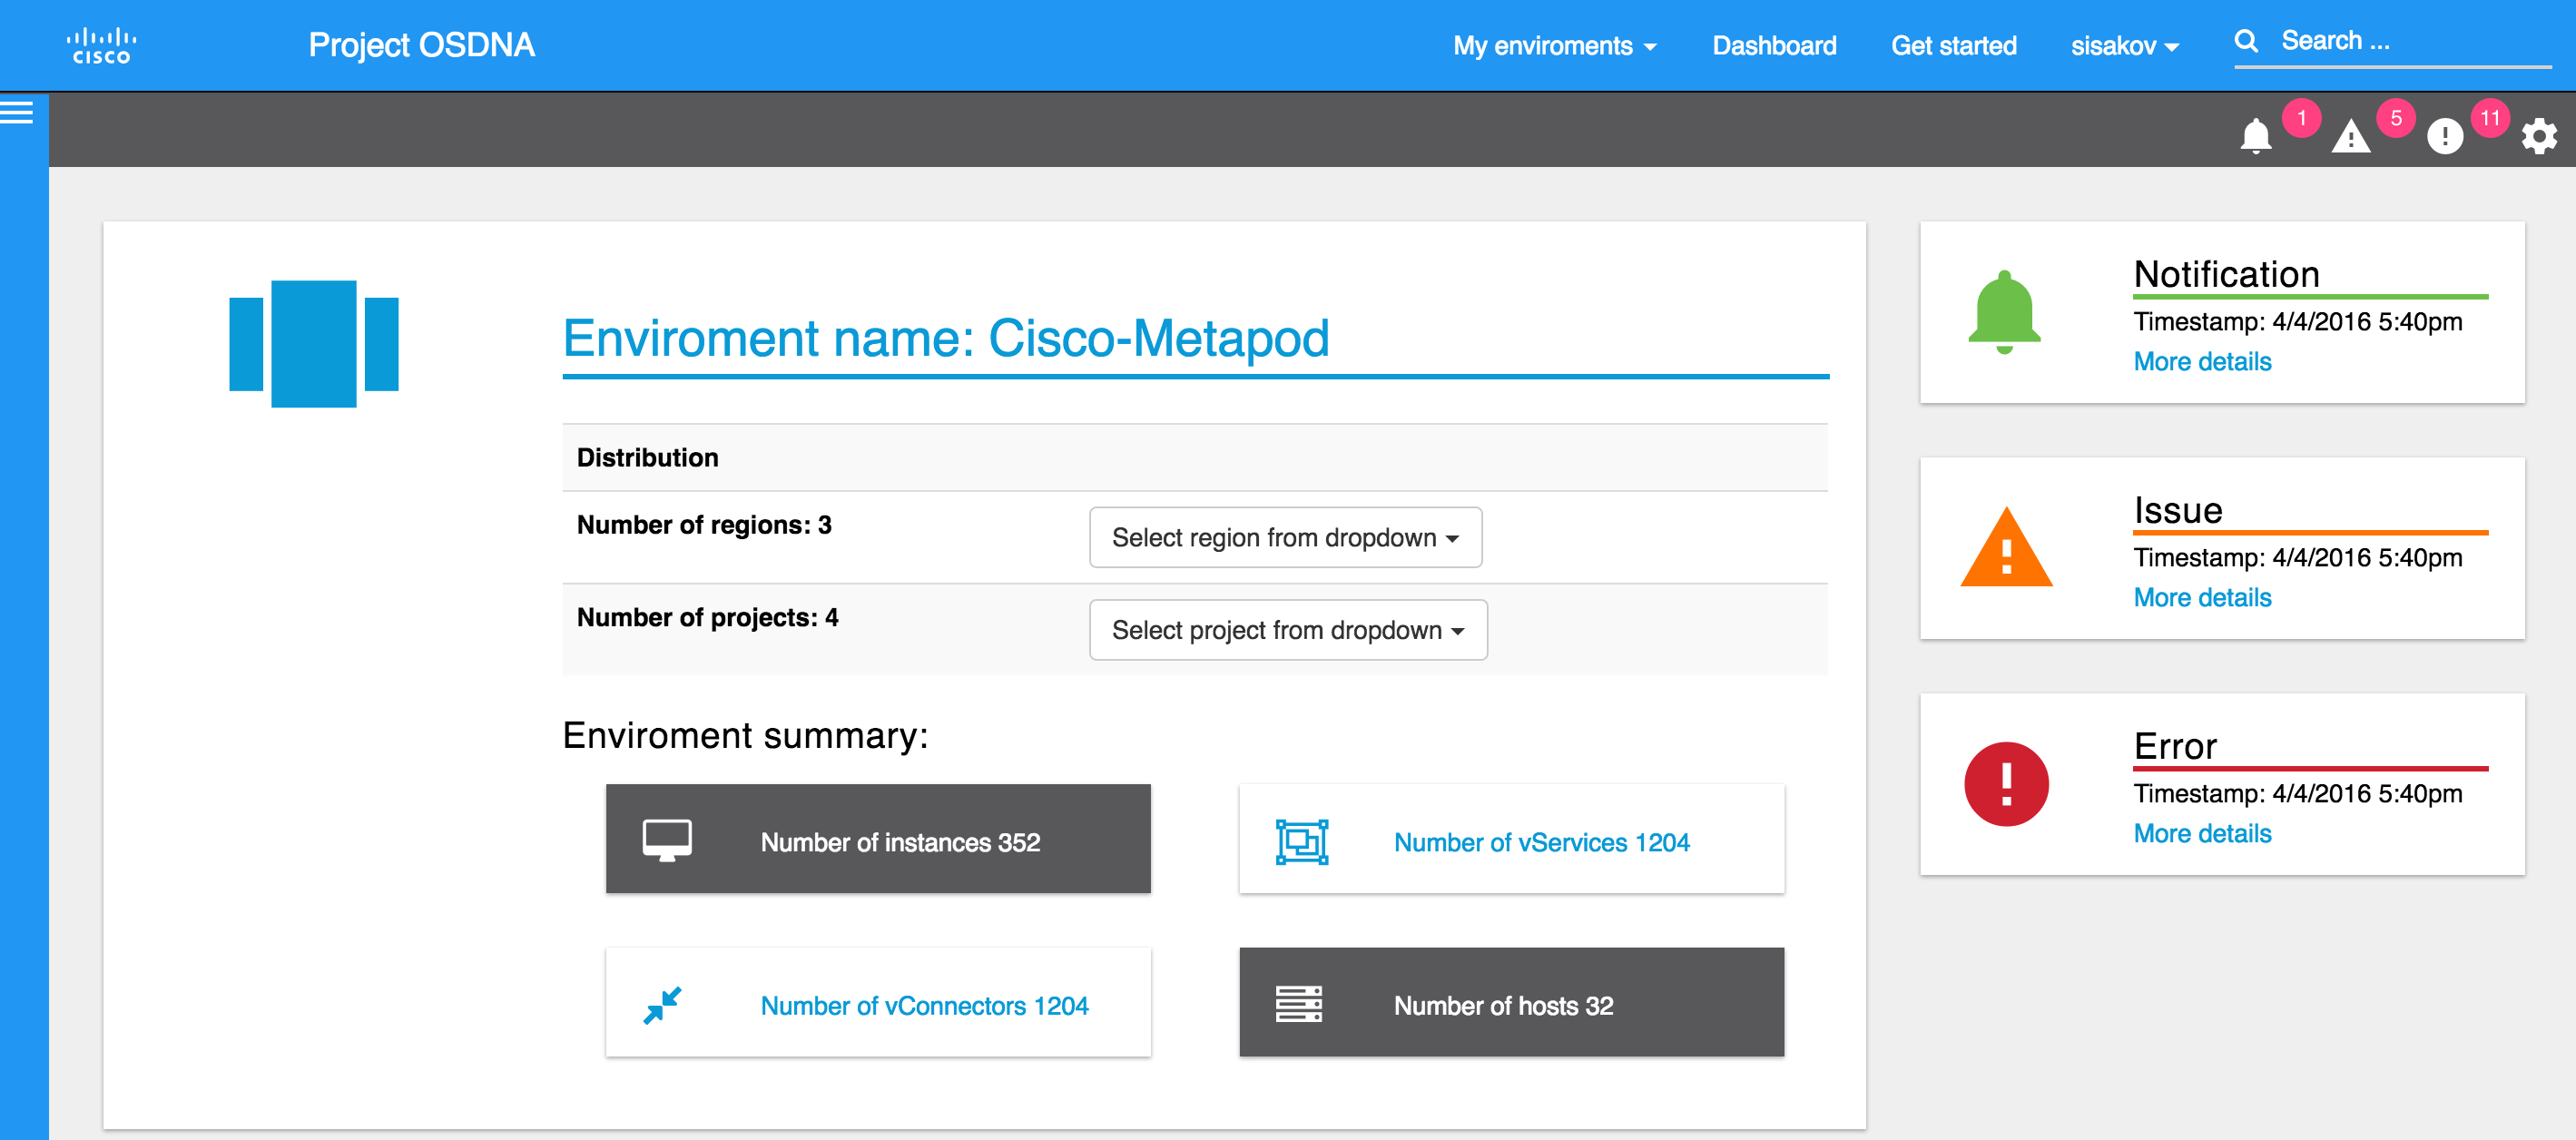 CISCO
Project OSDNA
My enviroments
Dashboard
Get started
sisakov
Search ...
1
5
11
Enviroment name: Cisco-Metapod
Distribution
Number of regions: 3
Select region from dropdown
Number of projects: 4
Select project from dropdown
Enviroment summary:
Number of instances 352
Number of vServices 1204
Number of vConnectors 1204
Number of hosts 32
Notification
Timestamp: 4/4/2016 5:40pm
More details
Issue
Timestamp: 4/4/2016 5:40pm
More details
Error
Timestamp: 4/4/2016 5:40pm
More details